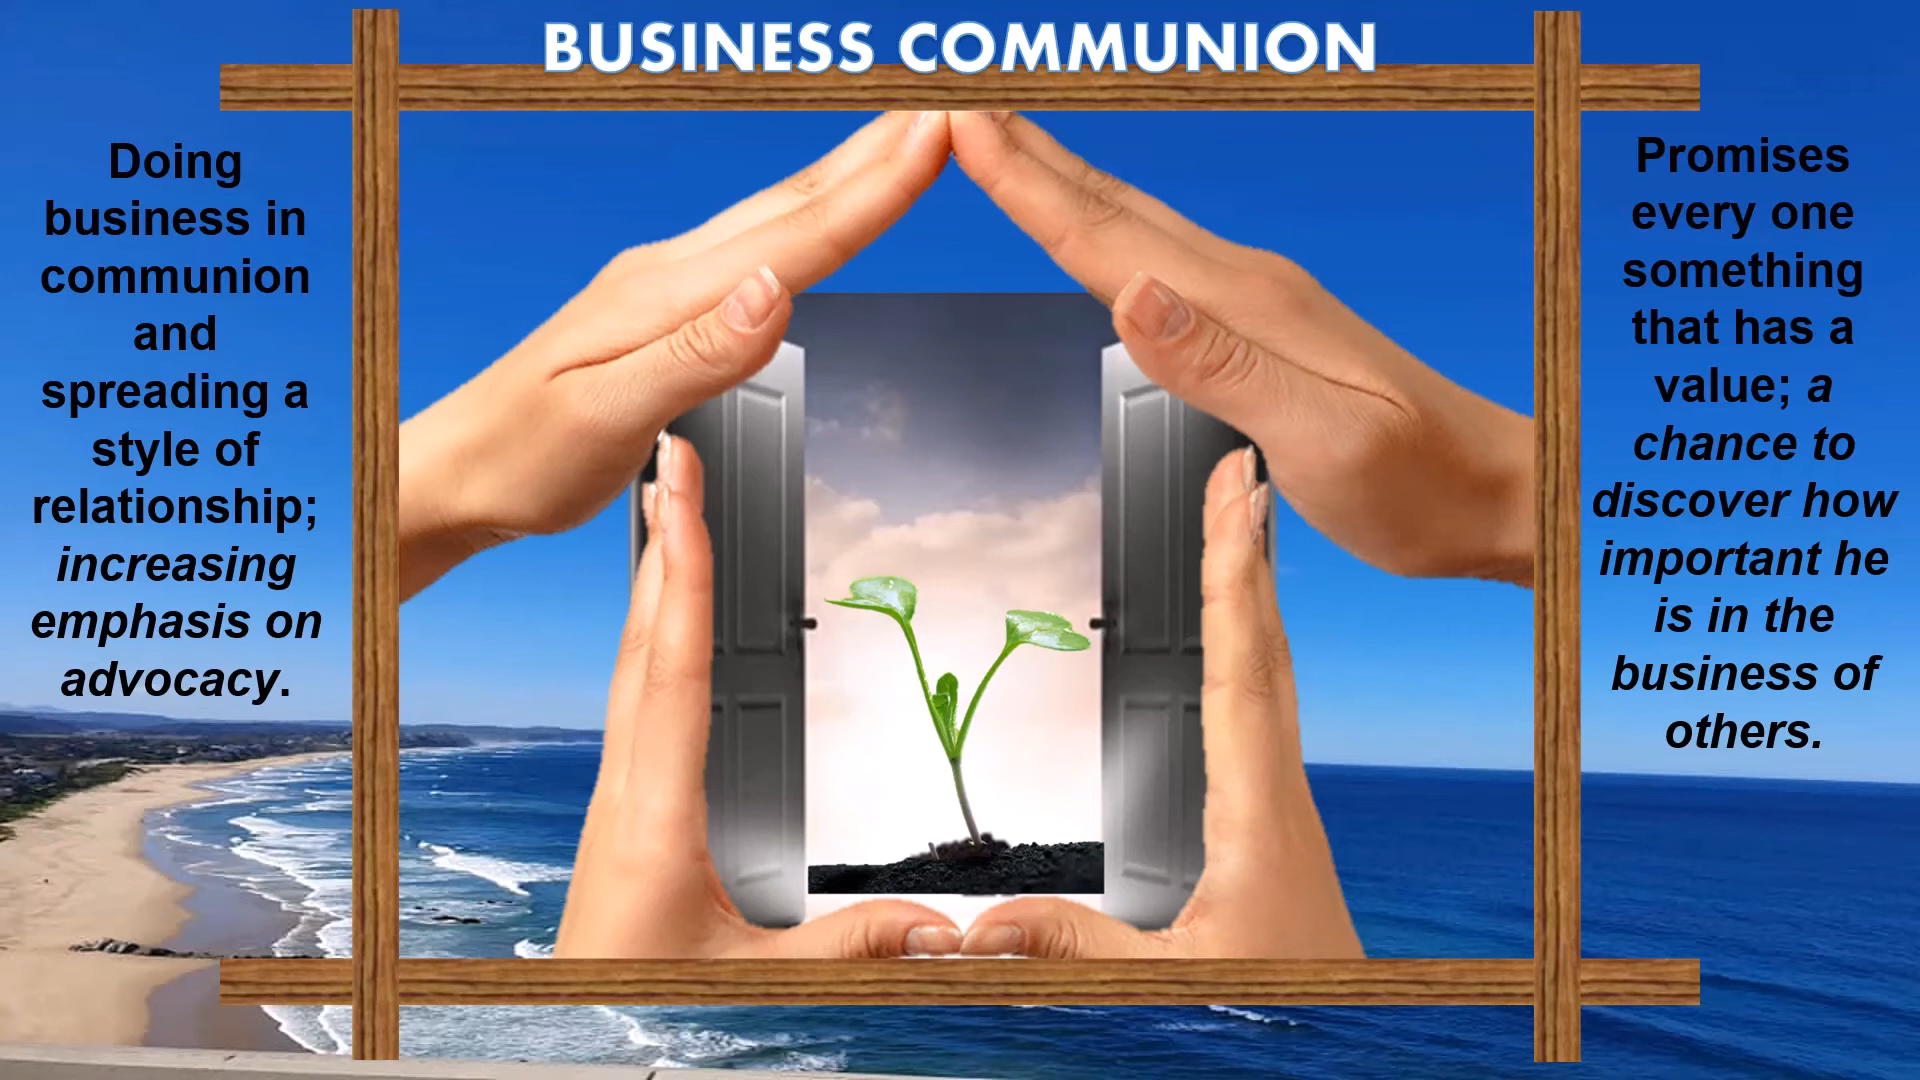 BUSINESS COMMUNION
Doing
business in
communion
and
spreading a
style of
relationship;
increasing
emphasis on
advocacy.
Promises
every one
something
that has a
value; a
chance to
discover how
important he
is in the
business of
others.